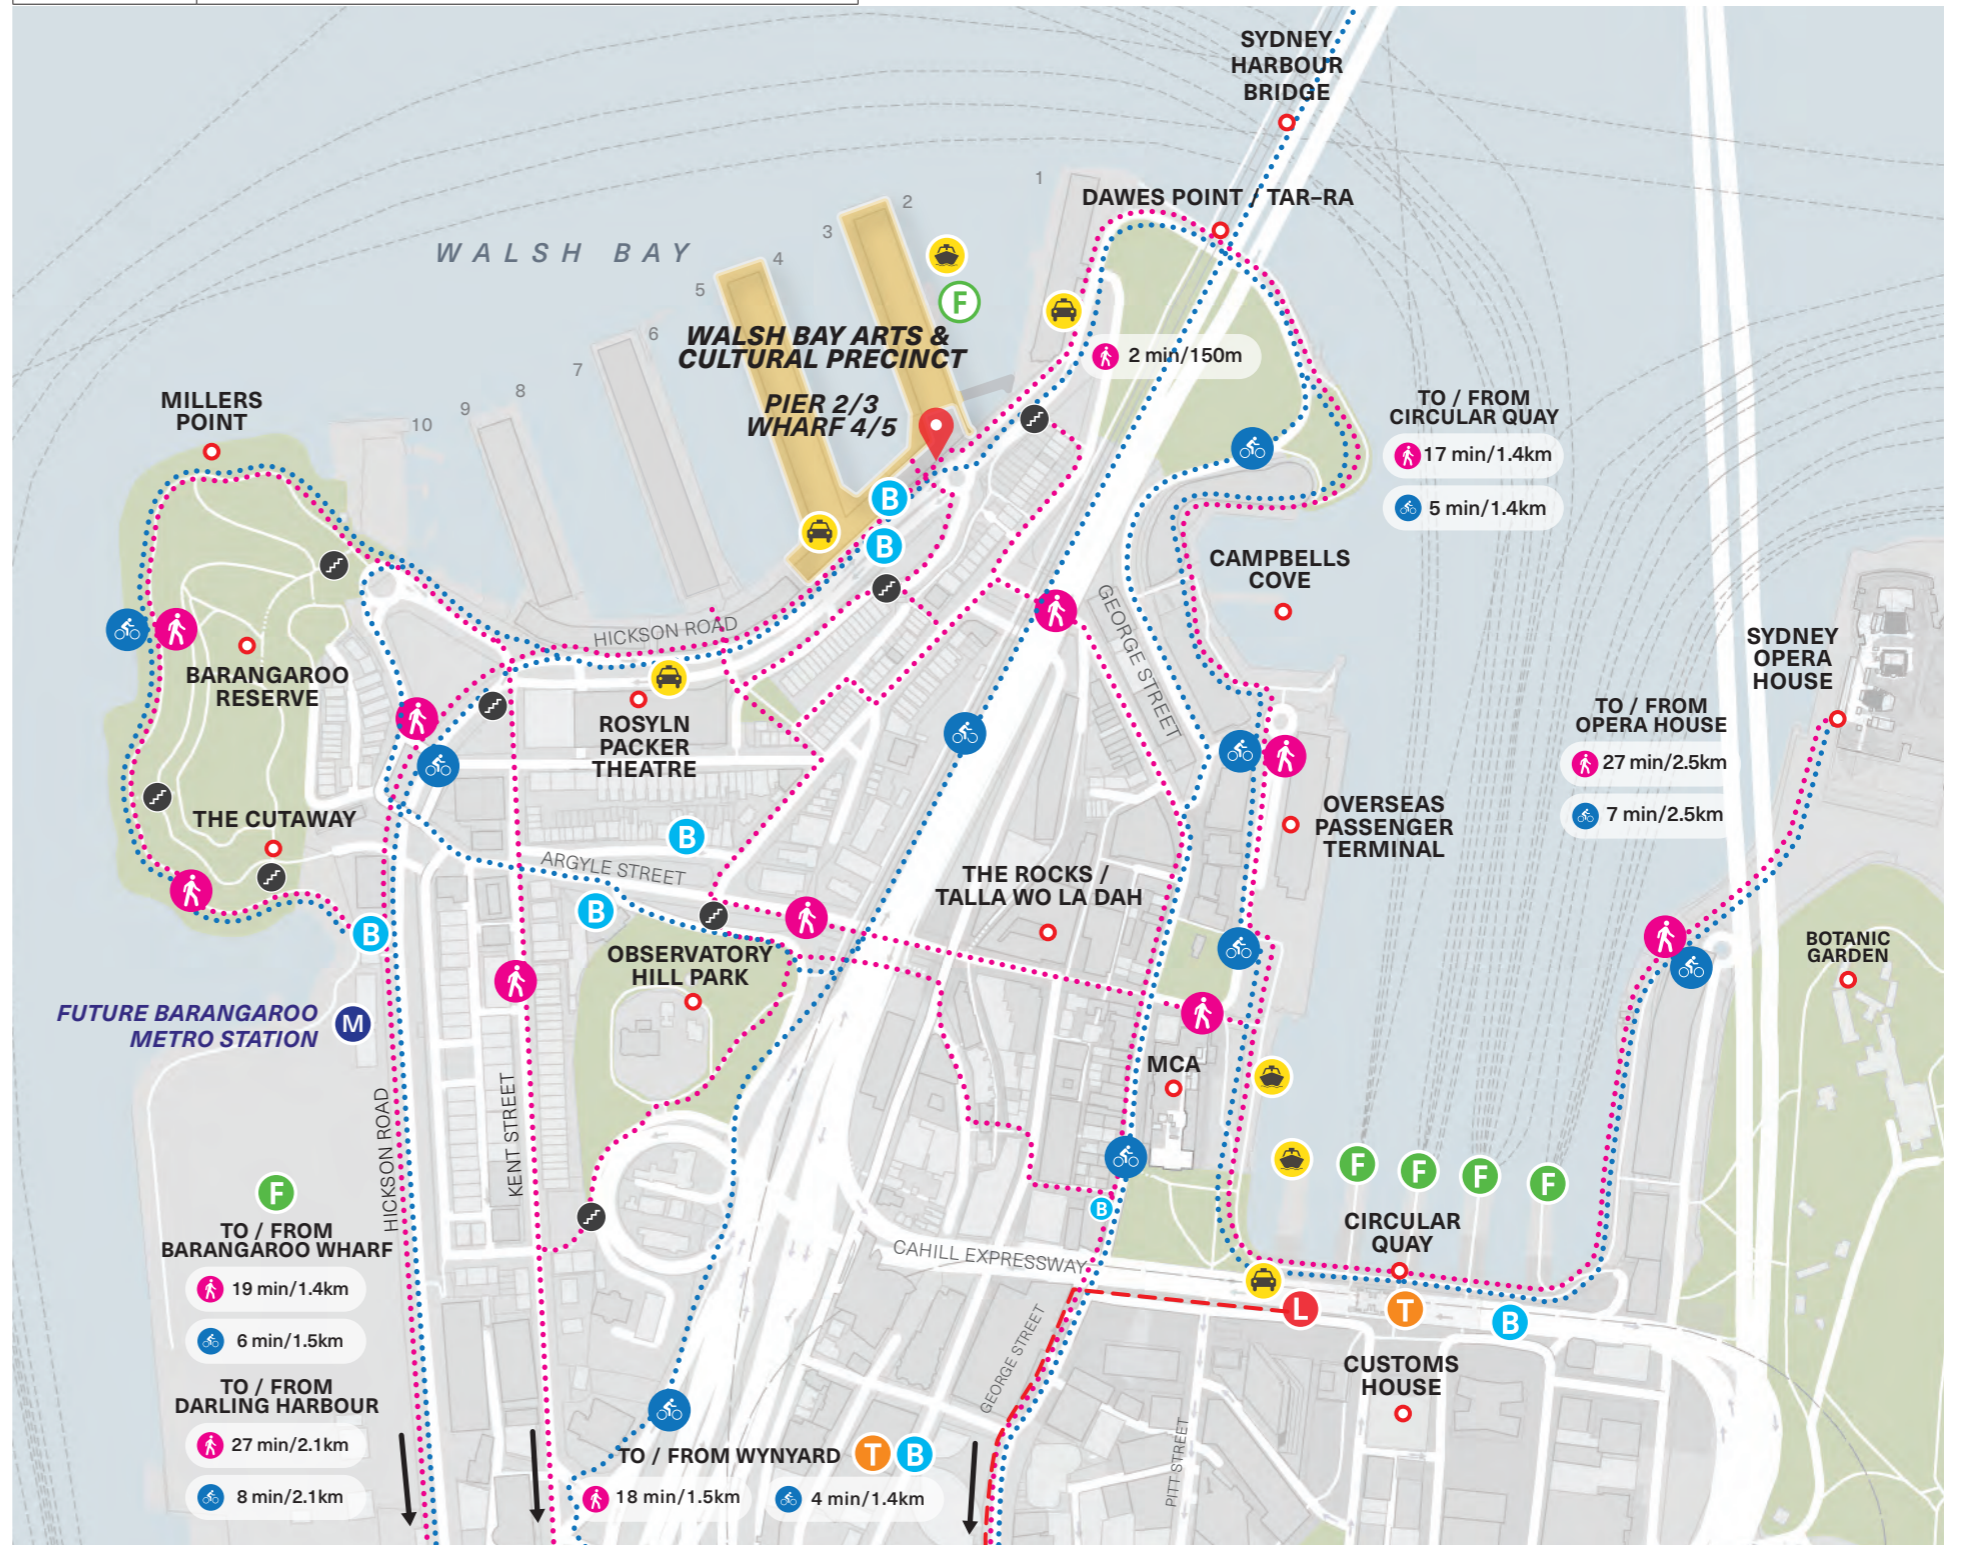 SYDNEY
HARBOUR
BRIDGE
1
DAWES POINT / TAR-RA
2
3
WALSH BAY
4
5
F
6
WALSH BAY ARTS &
CULTURAL PRECINCT
2 min/150m
7
8
9
10
MILLERS
POINT
PIER 2/3
WHARF 4/5
TO / FROM
CIRCULAR QUAY
17 min/1.4km
5 min/1.4km
B
B
CAMPBELLS
COVE
GEORGE STREET
HICKSON ROAD
SYDNEY
OPERA
HOUSE
BARANGAROO
RESERVE
ROSYLN
PACKER
THEATRE
TO / FROM
OPERA HOUSE
27 min/2.5km
7 min/2.5km
OVERSEAS
PASSENGER
TERMINAL
THE CUTAWAY
B
ARGYLE STREET
THE ROCKS /
TALLA WO LA DAH
B
B
OBSERVATORY
HILL PARK
BOTANIC
GARDEN
FUTURE BARANGAROO
METRO STATION
M
MCA
HICKSON ROAD
KENT STREET
F
F
F
F
F
B
TO / FROM
BARANGAROO WHARF
19 min/1.4km
6 min/1.5km
CIRCULAR
QUAY
CAHILL EXPRESSWAY
L
T
B
GEORGE STREET
CUSTOMS
HOUSE
TO / FROM
DARLING HARBOUR
27 min/2.1km
8 min/2.1km
PITT STREET
TO / FROM WYNYARD
T
B
18 min/1.5km
4 min/1.4km